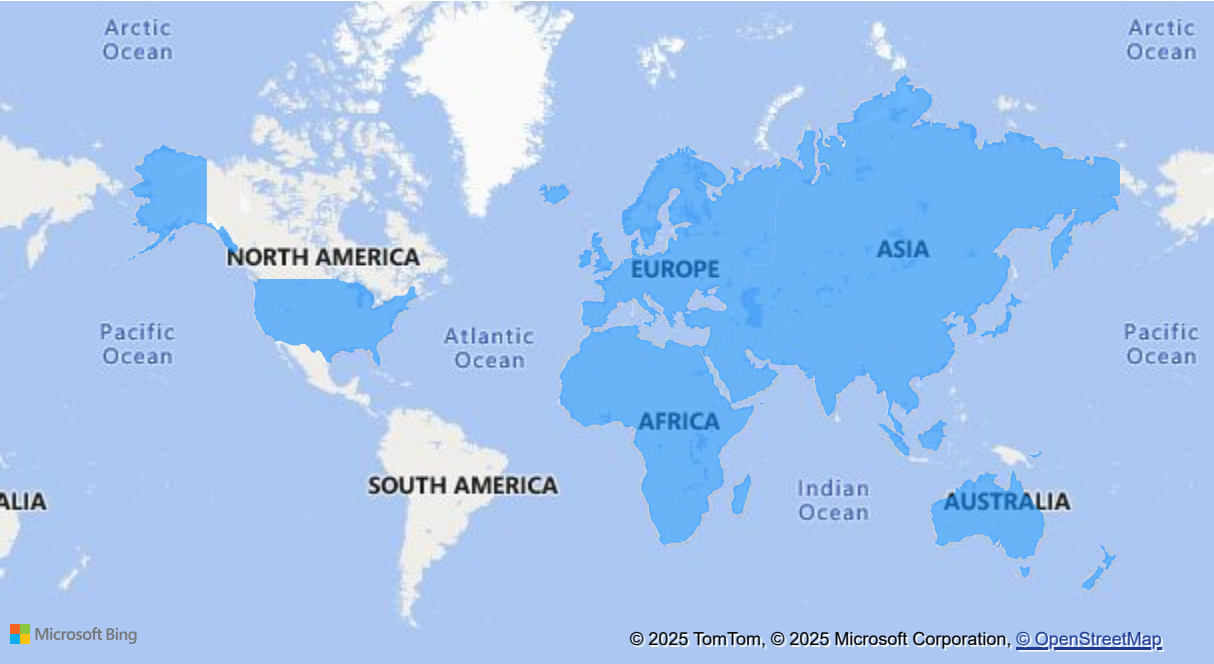 Arctic
Ocean
Arctic
Ocean
NORTH AMERICA
EUROPE
ASIA
Pacific
Ocean
Atlantic
Ocean
Pacific
Ocean
AFRICA
SOUTH AMERICA
Indian
Ocean
ALIA
AUSTRALIA
Microsoft Bing
© 2025 TomTom, © 2025 Microsoft Corporation, © OpenStreetMap